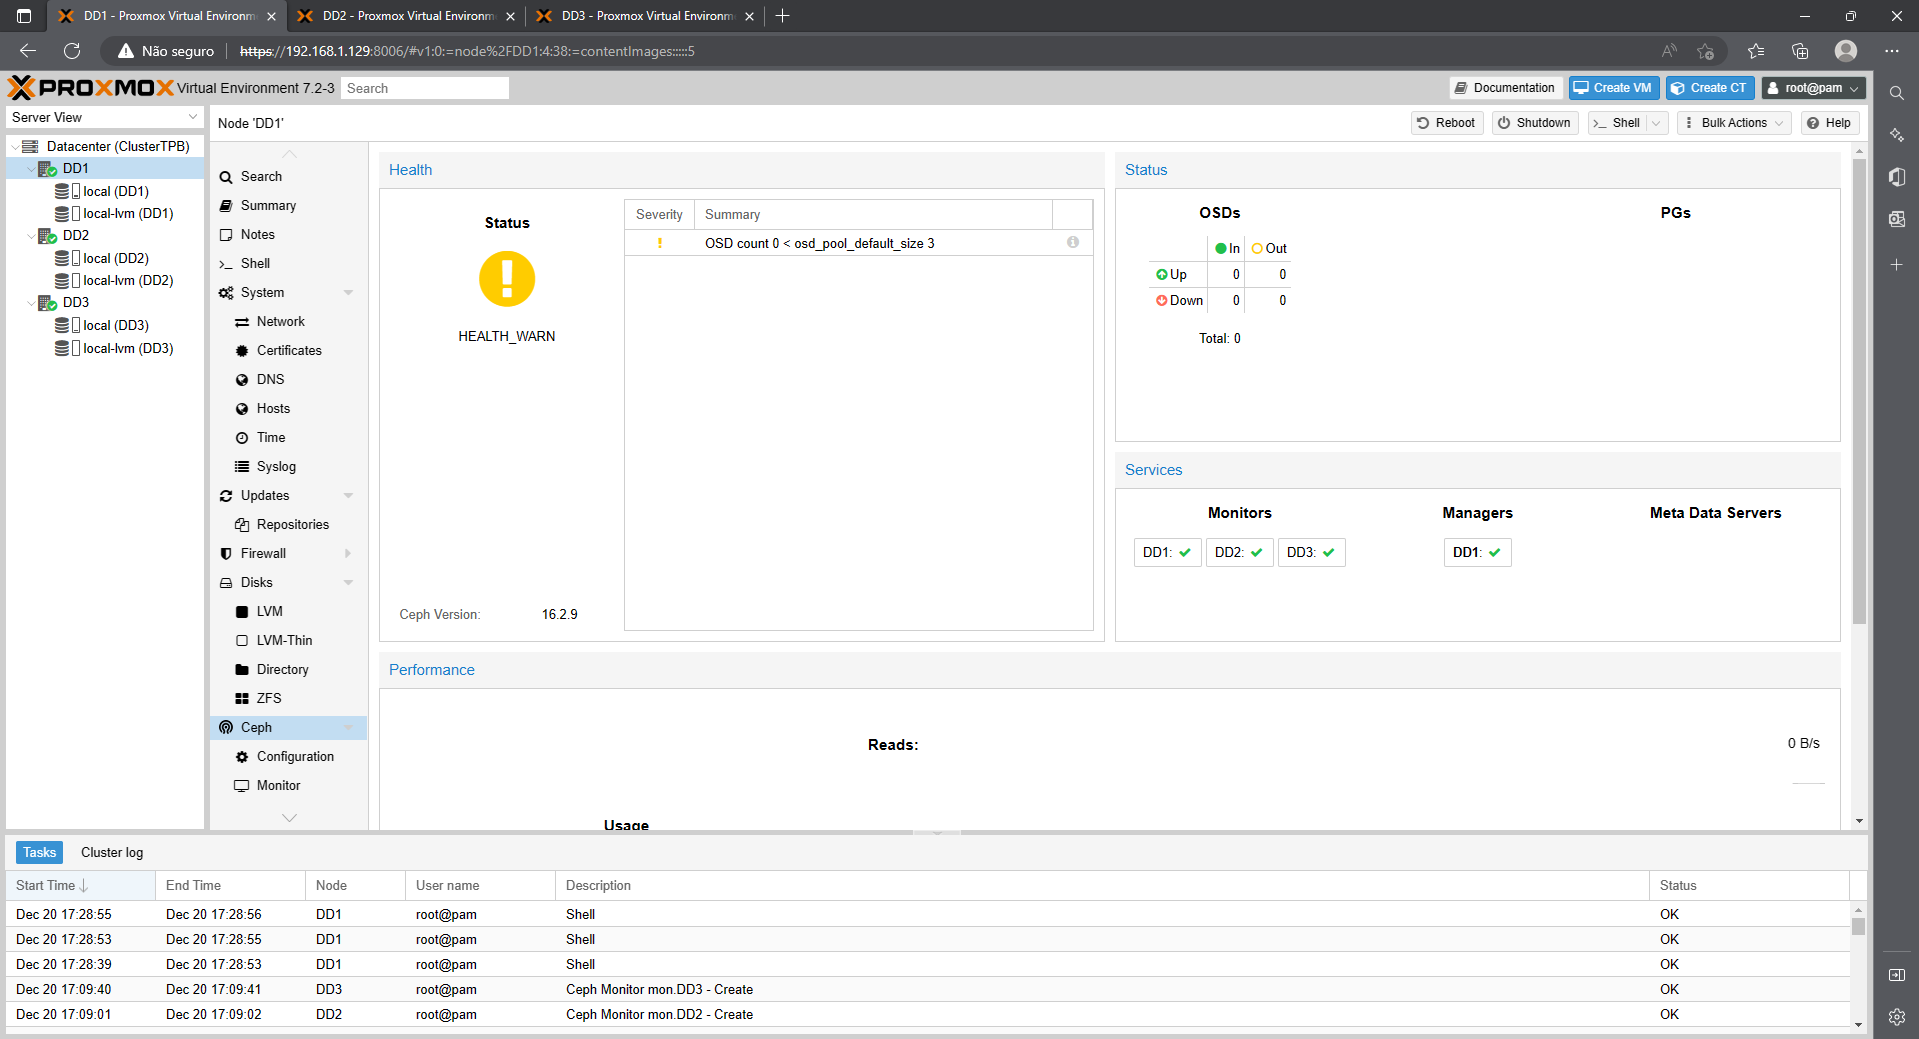 DD1 - Proxmox Virtual Environm
DD2 - Proxmox Virtual Environm
DD3 - Proxmox Virtual Environm
Não seguro
https://192.168.1.129:8006/#v1:0:=node%2FDD1:4:38:=contentImages:::::5
PROXMOX Virtual Environment 7.2-3
Search
Documentation
Create VM
Create CT
root@pam
Server View
Node 'DD1'
Reboot
Shutdown
Shell
Bulk Actions
Help
Datacenter (ClusterTPB)
DD1
local (DD1)
local-lvm (DD1)
DD2
local (DD2)
local-lvm (DD2)
DD3
local (DD3)
local-lvm (DD3)
Search
Summary
Notes
Shell
System
Network
Certificates
DNS
Hosts
Time
Syslog
Updates
Repositories
Firewall
Disks
LVM
LVM-Thin
Directory
ZFS
Ceph
Configuration
Monitor
Health
Status
HEALTH_WARN
Severity Summary
OSD count 0 < osd_pool_default_size 3
Ceph Version: 16.2.9
Status
OSDs
PGs
In Out
Up 0 0
Down 0 0
Total: 0
Services
Monitors
Managers
Meta Data Servers
DD1:
DD2:
DD3:
DD1:
Performance
Reads:
0 B/s
Usage
Tasks
Cluster log
Start Time End Time Node User name Description Status
Dec 20 17:28:55 Dec 20 17:28:56 DD1 root@pam Shell OK
Dec 20 17:28:53 Dec 20 17:28:55 DD1 root@pam Shell OK
Dec 20 17:28:39 Dec 20 17:28:53 DD1 root@pam Shell OK
Dec 20 17:09:40 Dec 20 17:09:41 DD3 root@pam Ceph Monitor mon.DD3 - Create OK
Dec 20 17:09:01 Dec 20 17:09:02 DD2 root@pam Ceph Monitor mon.DD2 - Create OK